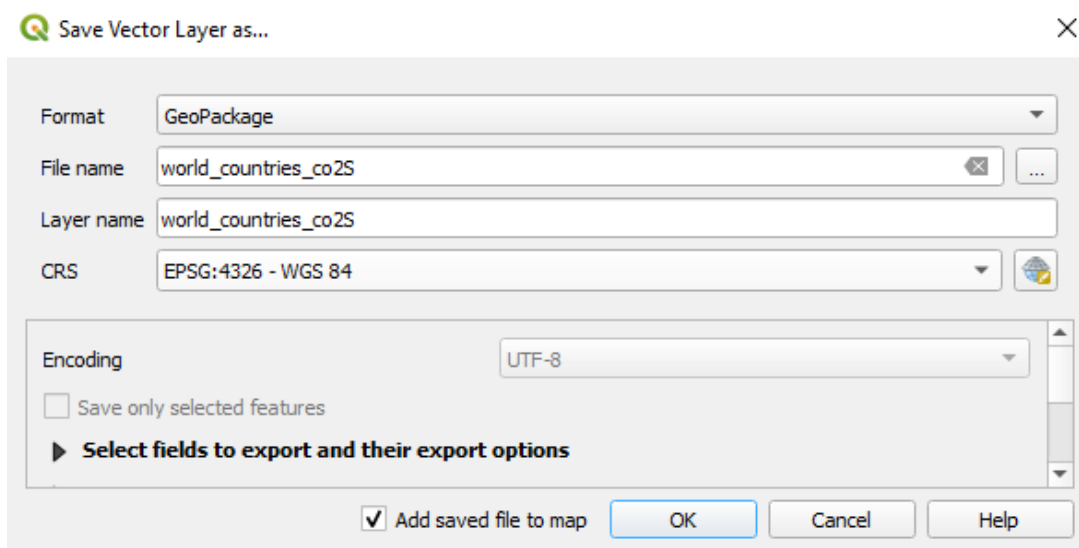 Save Vector Layer as...
Format GeoPackage
File name world_countries_co2S ...
Layer name world_countries_co2S
CRS EPSG:4326 - WGS 84
Encoding UTF-8
Save only selected features
Select fields to export and their export options
Add saved file to map OK Cancel Help